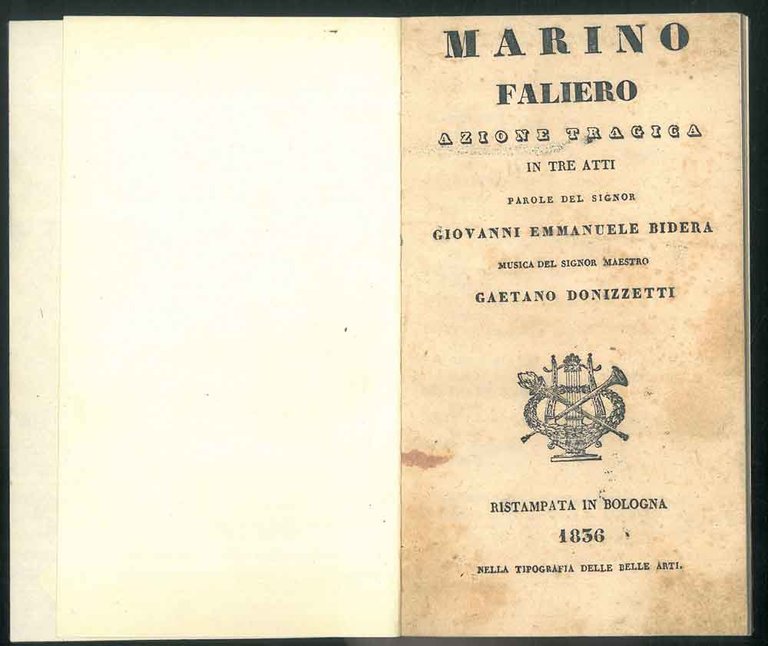 MARINO
FALIERO
AZIONE TRAGICA
IN TRE ATTI
PAROLE DEL SIGNOR
GIOVANNI EMMANUELE BIDERA
MUSICA DEL SIGNOR MAESTRO
GAETANO DONIZZETTI
RISTAMPATA IN BOLOGNA
1836
NELLA TIPOGRAFIA DELLE BELLE ARTI.